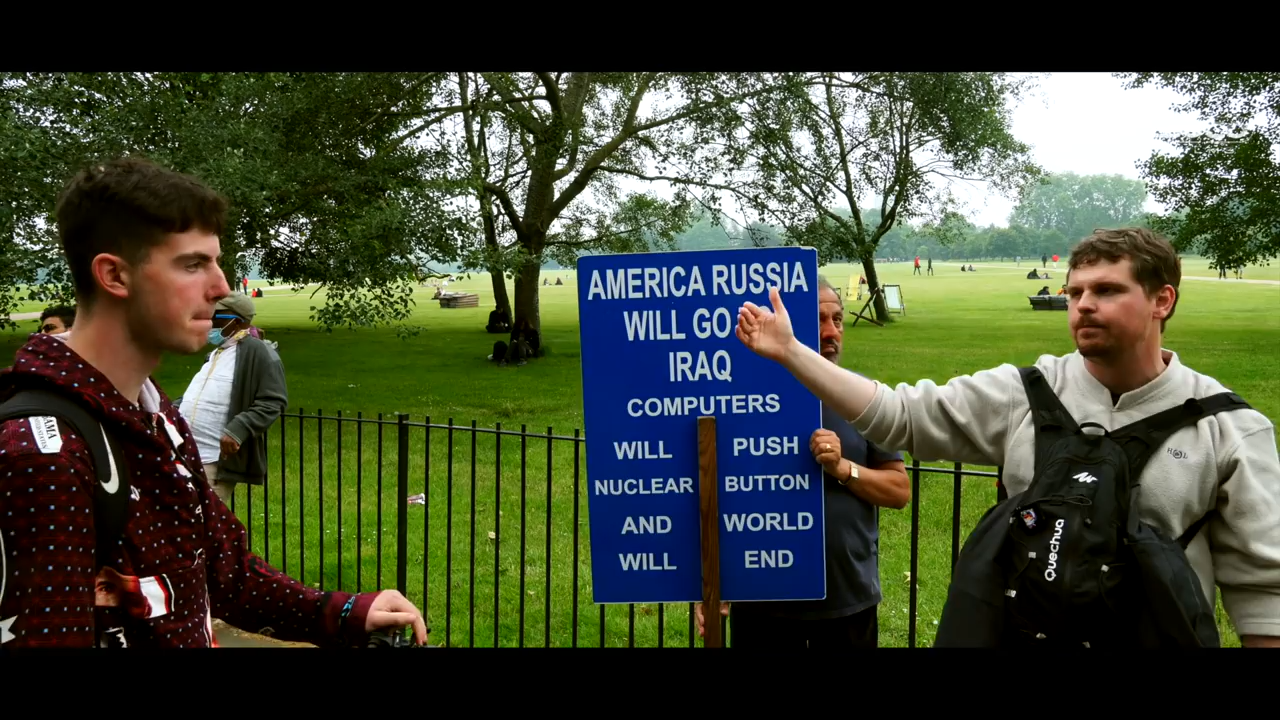 AMERICA RUSSIA
WILL GO
IRAQ
COMPUTERS
WILL PUSH
NUCLEAR BUTTON
AND WORLD
WILL END
Quechua